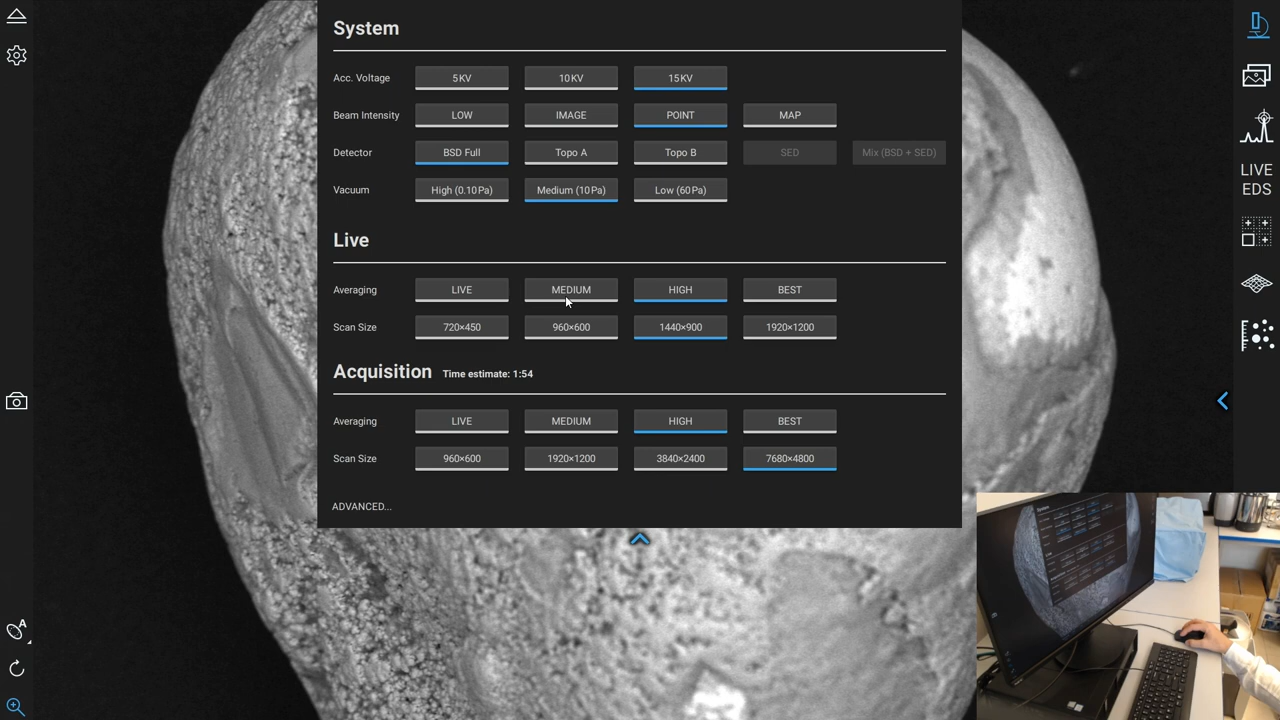 System
Acc. Voltage 5KV 10KV 15KV
Beam Intensity LOW IMAGE POINT MAP
Detector BSD Full Topo A Topo B SED Mix (BSD + SED)
Vacuum High (0.10Pa) Medium (10Pa) Low (60Pa)
Live
Averaging LIVE MEDIUM HIGH BEST
Scan Size 720×450 960×600 1440×900 1920×1200
Acquisition Time estimate: 1:54
Averaging LIVE MEDIUM HIGH BEST
Scan Size 960×600 1920×1200 3840×2400 7680×4800
ADVANCED...
LIVE
EDS
A